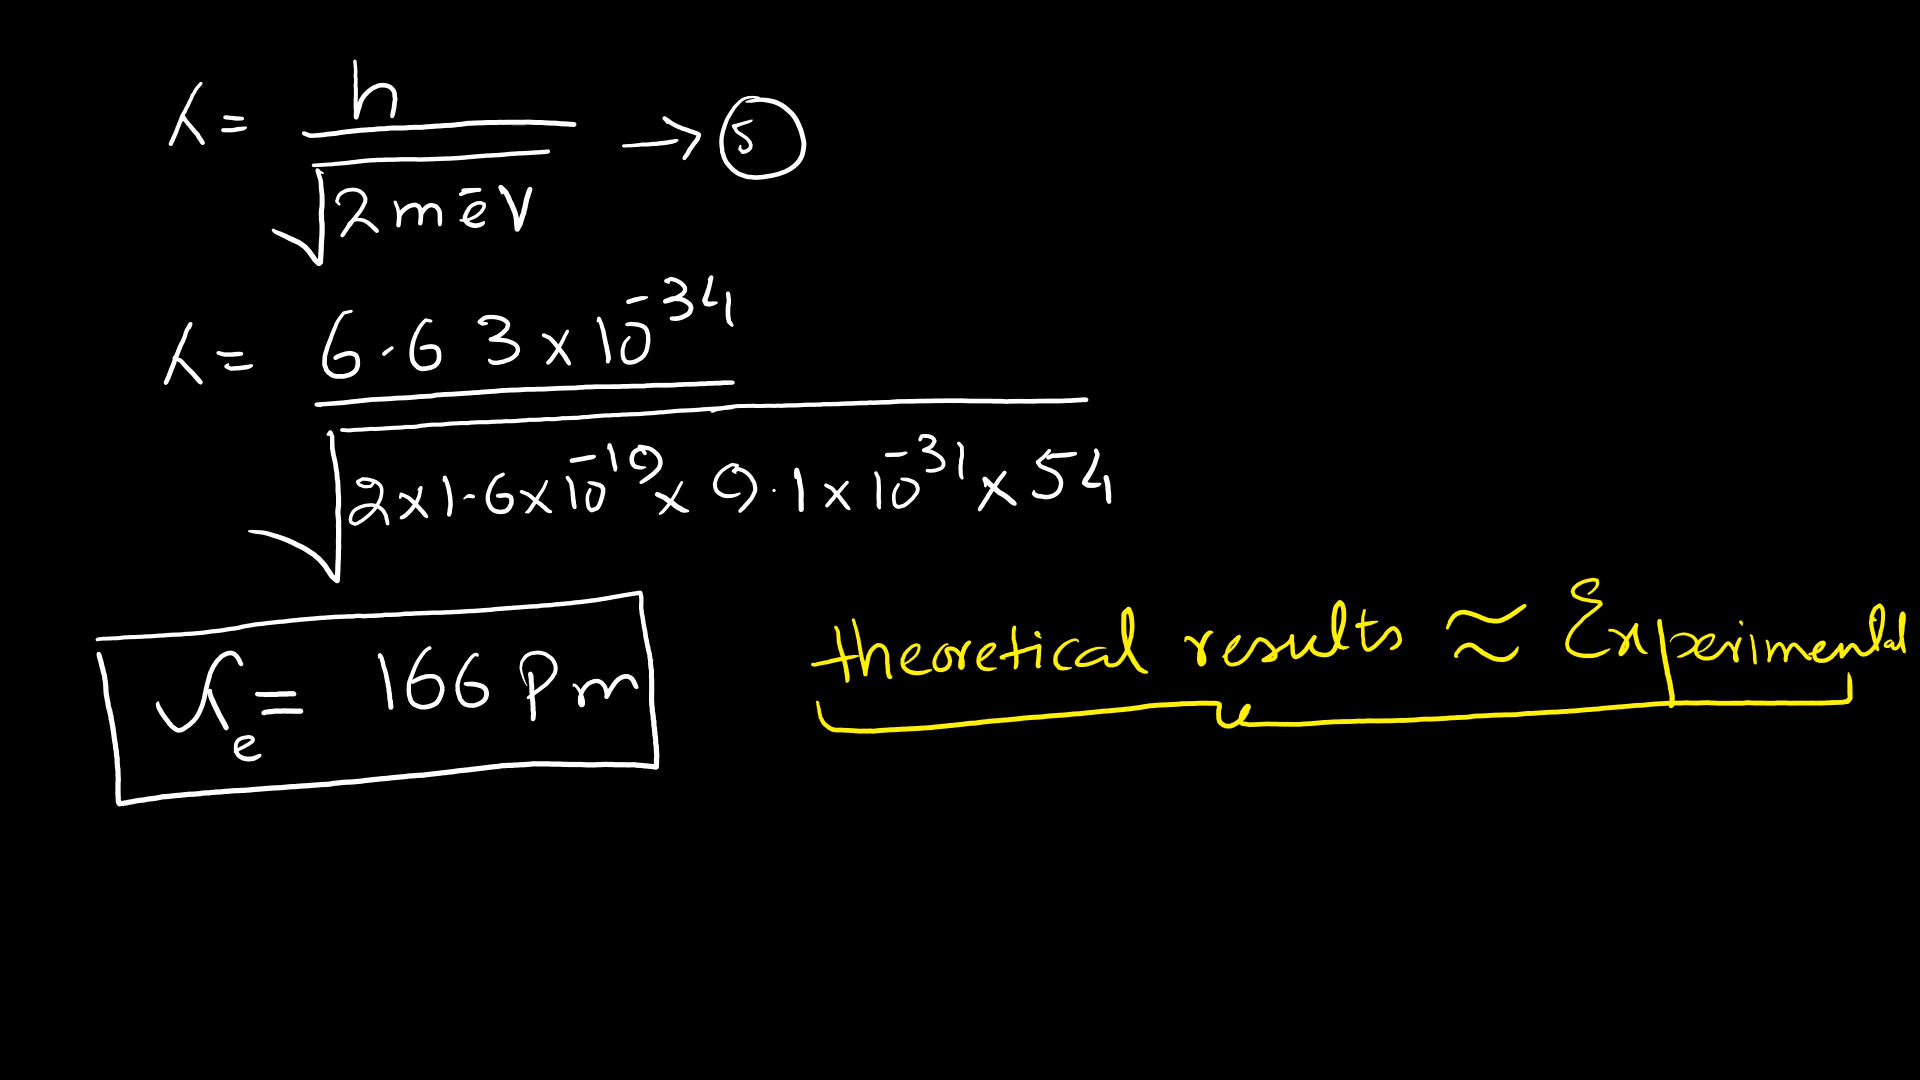 λ = h / √(2mēV) → ⑤
λ = 6.63 x 10^-34 / √(2 x 1.6 x 10^-19 x 9.1 x 10^-31 x 54)
λe = 166 Pm
theoretical results ≈ Experimental